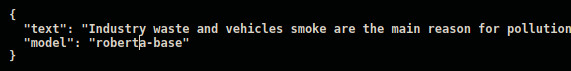 {
"text": "Industry waste and vehicles smoke are the main reason for pollution
"model": "roberta-base"
}